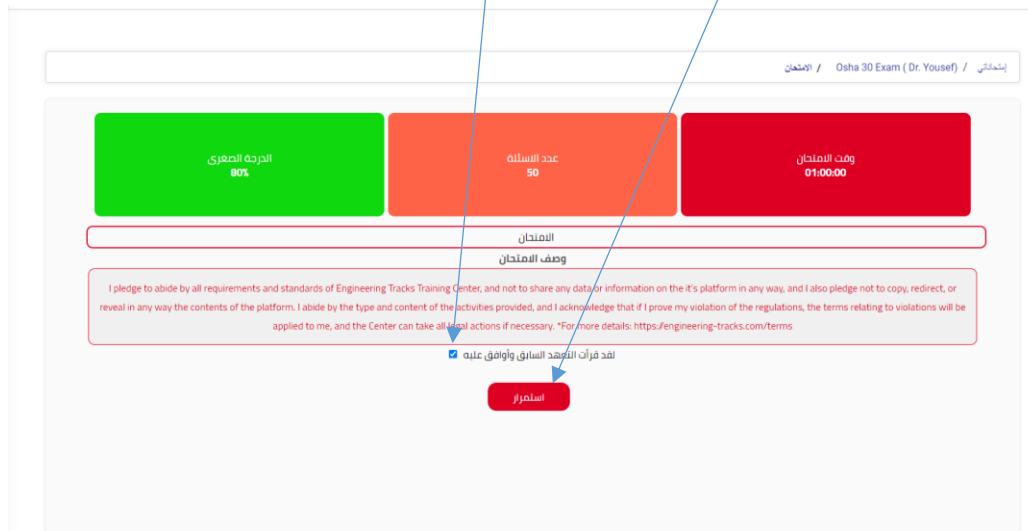 إمتحاناتي / Osha 30 Exam ( Dr. Yousef) / الامتحان
وقت الامتحان
01:00:00
عدد الاسئلة
50
الدرجة الصغرى
80%
الامتحان
وصف الامتحان
I pledge to abide by all requirements and standards of Engineering Tracks Training Center, and not to share any data or information on the it's platform in any way, and I also pledge not to copy, redirect, or
reveal in any way the contents of the platform. I abide by the type and content of the activities provided, and I acknowledge that if I prove my violation of the regulations, the terms relating to violations will be
applied to me, and the Center can take all legal actions if necessary. *For more details: https://engineering-tracks.com/terms
لقد قرأت التعهد السابق وأوافق عليه
استمرار